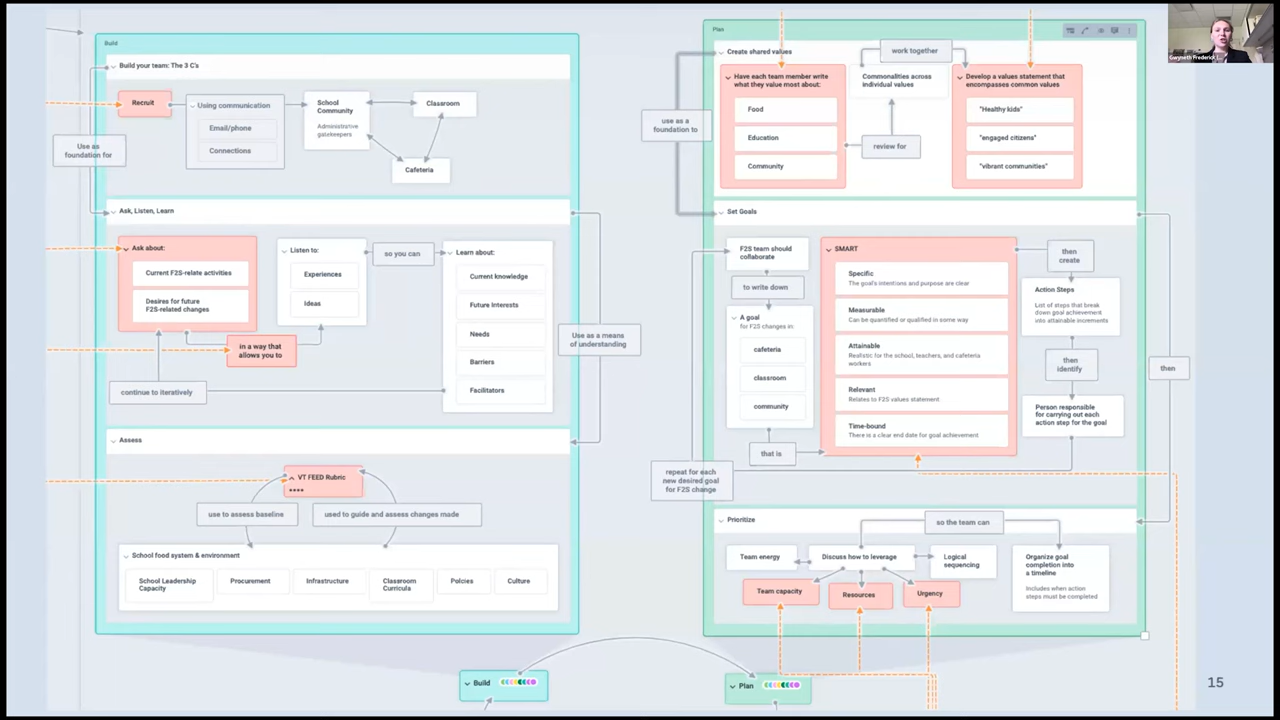 Build
Build your team: The 3 C's
Recruit
Using communication
Email/phone
Connections
School
Community
Administrative
gatekeepers
Classroom
Cafeteria
Use as
foundation for
Ask, Listen, Learn
Ask about:
Current F2S-relate activities
Desires for future
F2S-related changes
in a way that
allows you to
Listen to:
Experiences
Ideas
so you can
Learn about:
Current knowledge
Future Interests
Needs
Barriers
Facilitators
continue to iteratively
Use as a means
of understanding
Assess
VT FEED Rubric
use to assess baseline
used to guide and assess changes made
School food system & environment
School Leadership
Capacity
Procurement
Infrastructure
Classroom
Curricula
Polcies
Culture
Build
Plan
Create shared values
work together
Have each team member write
what they value most about:
Food
Education
Community
Commonalities across
individual values
review for
Develop a values statement that
encompasses common values
"Healthy kids"
"engaged citizens"
"vibrant communities"
use as a
foundation to
Set Goals
F2S team should
collaborate
to write down
A goal
for F2S changes in:
cafeteria
classroom
community
that is
SMART
Specific
The goal's intentions and purpose are clear
Measurable
Can be quantified or qualified in some way
Attainable
Realistic for the school, teachers, and cafeteria
workers
Relevant
Relates to F2S values statement
Time-bound
There is a clear end date for goal achievement
then
create
Action Steps
List of steps that break
down goal achievement
into attainable increments
then
identify
Person responsible
for carrying out each
action step for the goal
then
repeat for each
new desired goal
for F2S change
Prioritize
so the team can
Team energy
Discuss how to leverage
Logical
sequencing
Team capacity
Resources
Urgency
Organize goal
completion into
a timeline
Includes when action
steps must be completed
Plan
15